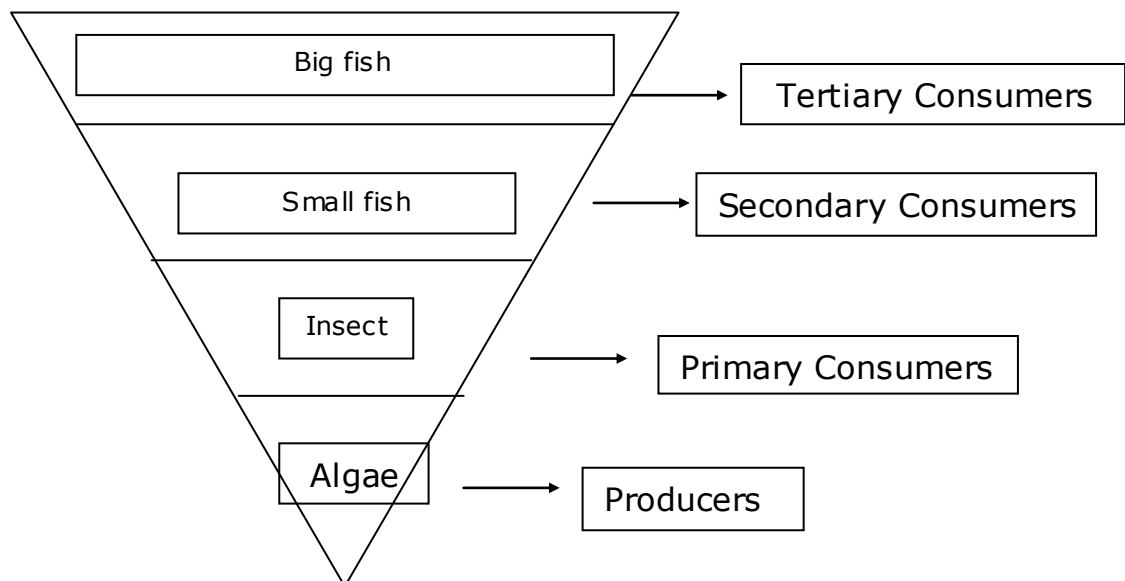 Big fish
Tertiary Consumers
Small fish
Secondary Consumers
Insect
Primary Consumers
Algae
Producers